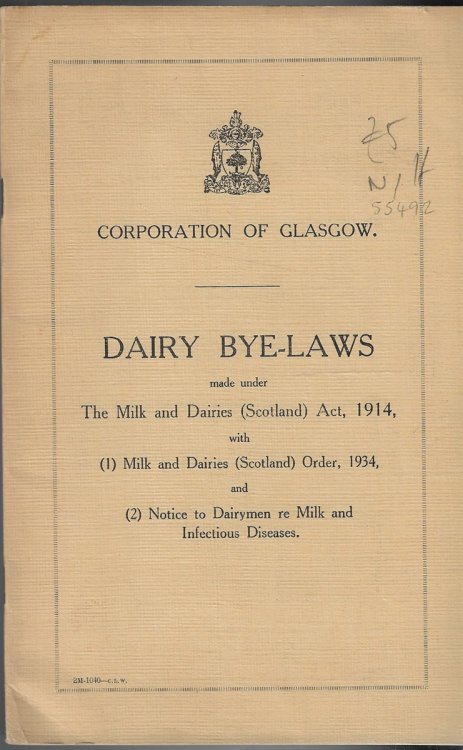 £5
N/
55492
CORPORATION OF GLASGOW.
DAIRY BYE-LAWS
made under
The Milk and Dairies (Scotland) Act, 1914,
with
(1) Milk and Dairies (Scotland) Order, 1934,
and
(2) Notice to Dairymen re Milk and
Infectious Diseases.
2M-1040—C.L.W.